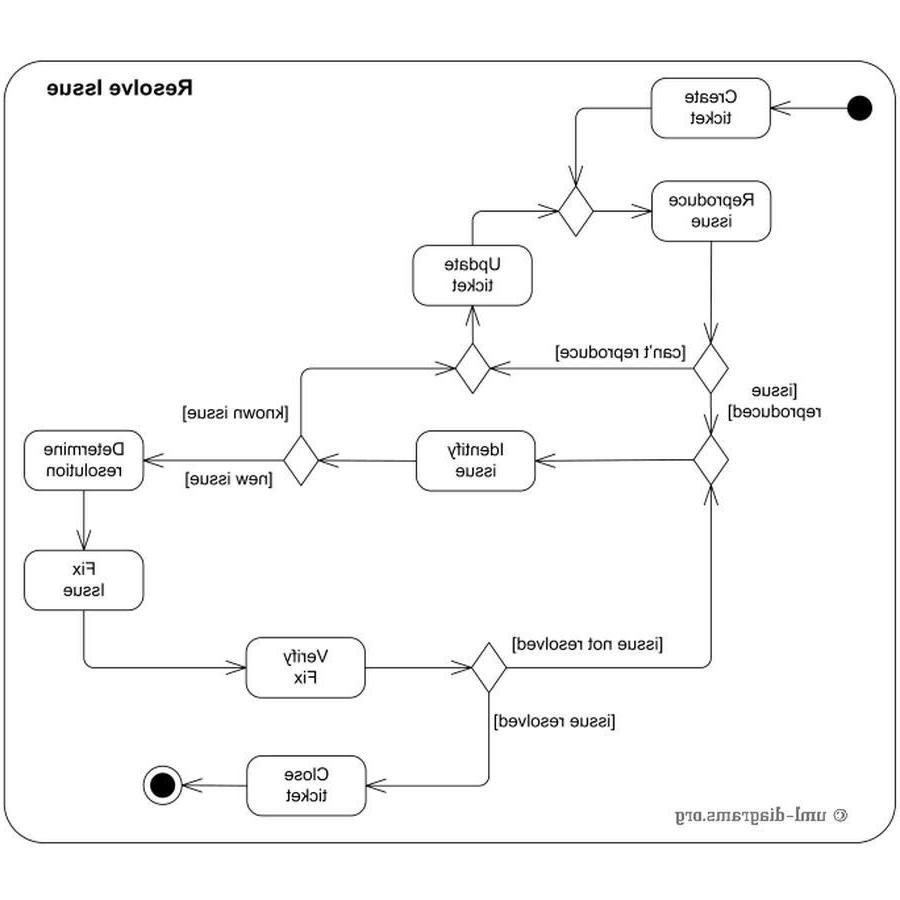 Resolve Issue
Create
ticket
Reproduce
issue
Update
ticket
[can't reproduce]
[issue
reproduced]
[known issue]
Determine
resolution
[new issue]
Identify
issue
Fix
Issue
Verify
Fix
[issue not resolved]
[issue resolved]
Close
ticket
© uml-diagrams.org